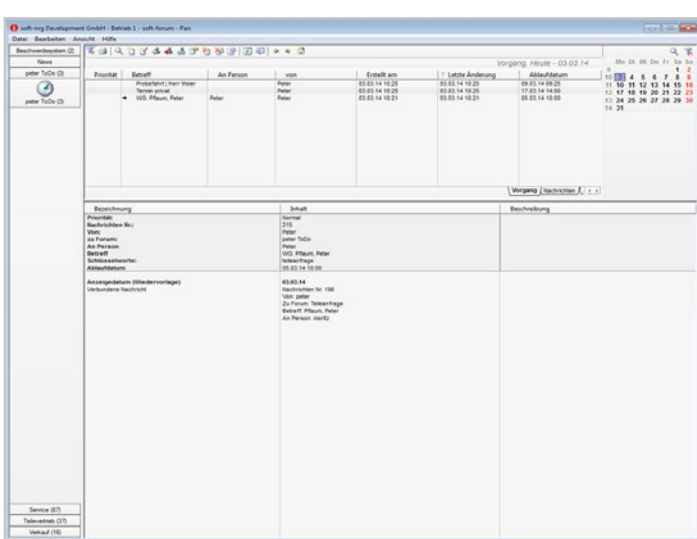 soft-nrg Development GmbH - Betrieb 1 - soft-forum - Pan
Datei Bearbeiten Ansicht Hilfe
Beschwerdesystem (2)
News
peter ToDo (3)
peter ToDo (3)
Vorgang, Heute - 03.03.14
Priorität Betreff An Person von Erstellt am Letzte Änderung Ablaufdatum
Probefahrt | Herr Meier Peter 03.03.14 10:25 03.03.14 10:25 09.03.14 09:25
Termin privat Peter 03.03.14 10:25 03.03.14 10:25 17.03.14 14:00
WG: Pflaum, Peter Peter Peter 03.03.14 10:21 03.03.14 10:21 05.03.14 10:00
Mo Di Mi Do Fr Sa So
9 1 2
10 3 4 5 6 7 8 9
11 10 11 12 13 14 15 16
12 17 18 19 20 21 22 23
13 24 25 26 27 28 29 30
14 31
Vorgang Nachrichten
Bezeichnung Inhalt Beschreibung
Priorität: Normal
Nachrichten Nr.: 215
Von: Peter
zu Forum: peter ToDo
An Person Peter
Betreff WG: Pflaum, Peter
Schlüsselworte: teleanfrage
Ablaufdatum 05.03.14 10:00
Anzeigedatum (Wiedervorlage) 03.03.14
Verbundene Nachricht Nachrichten Nr. 196
Von: peter
Zu Forum: Teleanfrage
Betreff: Pflaum, Peter
An Person: moritz
Service (87)
Televertrieb (37)
Verkauf (16)